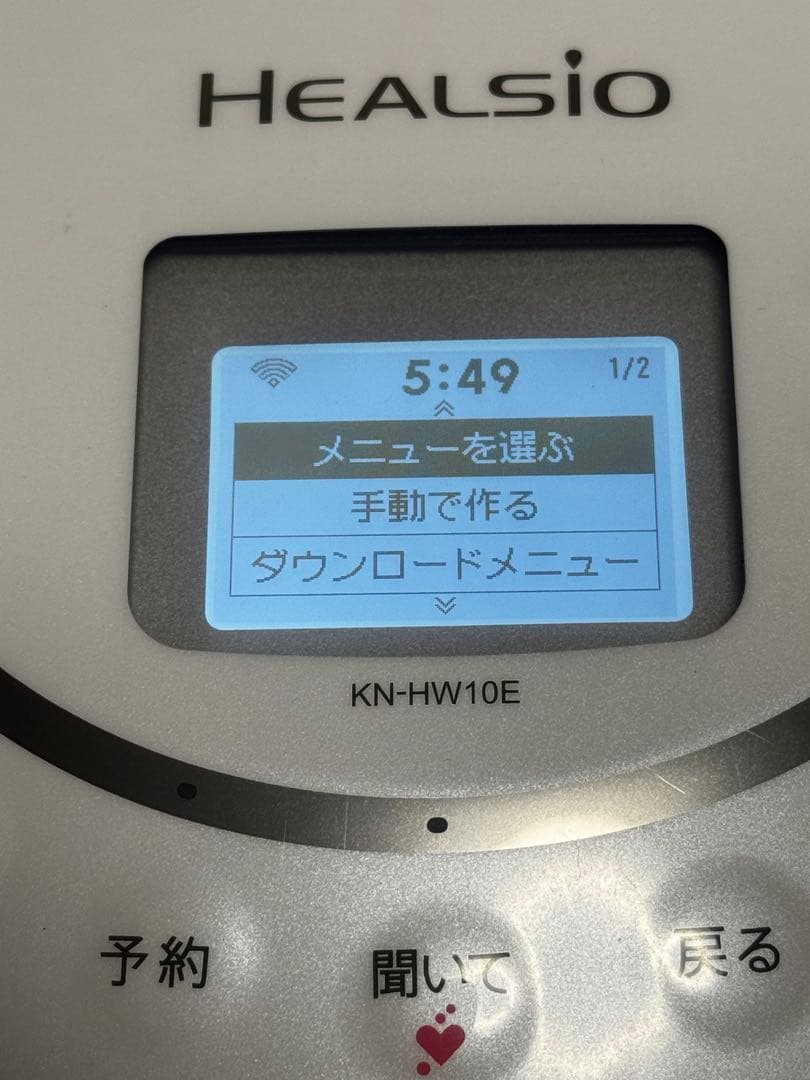 HEALSIO
5:49 1/2
メニューを選ぶ
手動で作る
ダウンロードメニュー
KN-HW10E
予約 聞いて 戻る